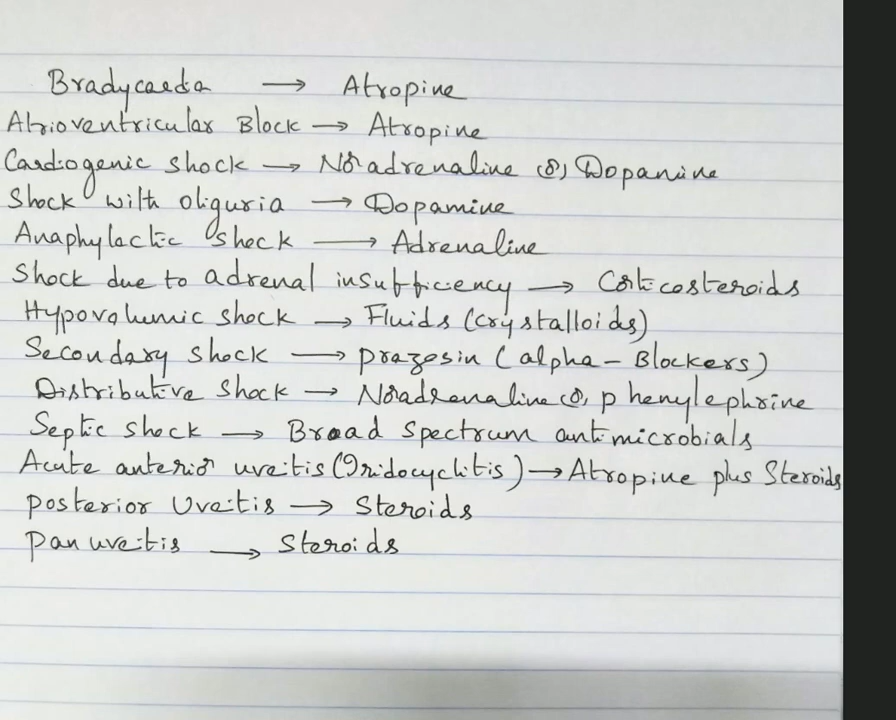 Bradycarda → Atropine
Atrioventricular Block → Atropine
Cardiogenic shock → Noradrenaline (or) Dopamine
Shock with oliguria → Dopamine
Anaphylactic shock → Adrenaline
Shock due to adrenal insufficiency → Corticosteroids
Hypovolumic shock → Fluids (crystalloids)
Secondary shock → prazosin (alpha-Blockers)
Distributive shock → Noradrenaline (or) phenylephrine
Septic shock → Broad spectrum antimicrobials
Acute anterior uveitis (Iridocyclitis) → Atropine plus Steroids
Posterior Uveitis → Steroids
Pan uveitis → Steroids